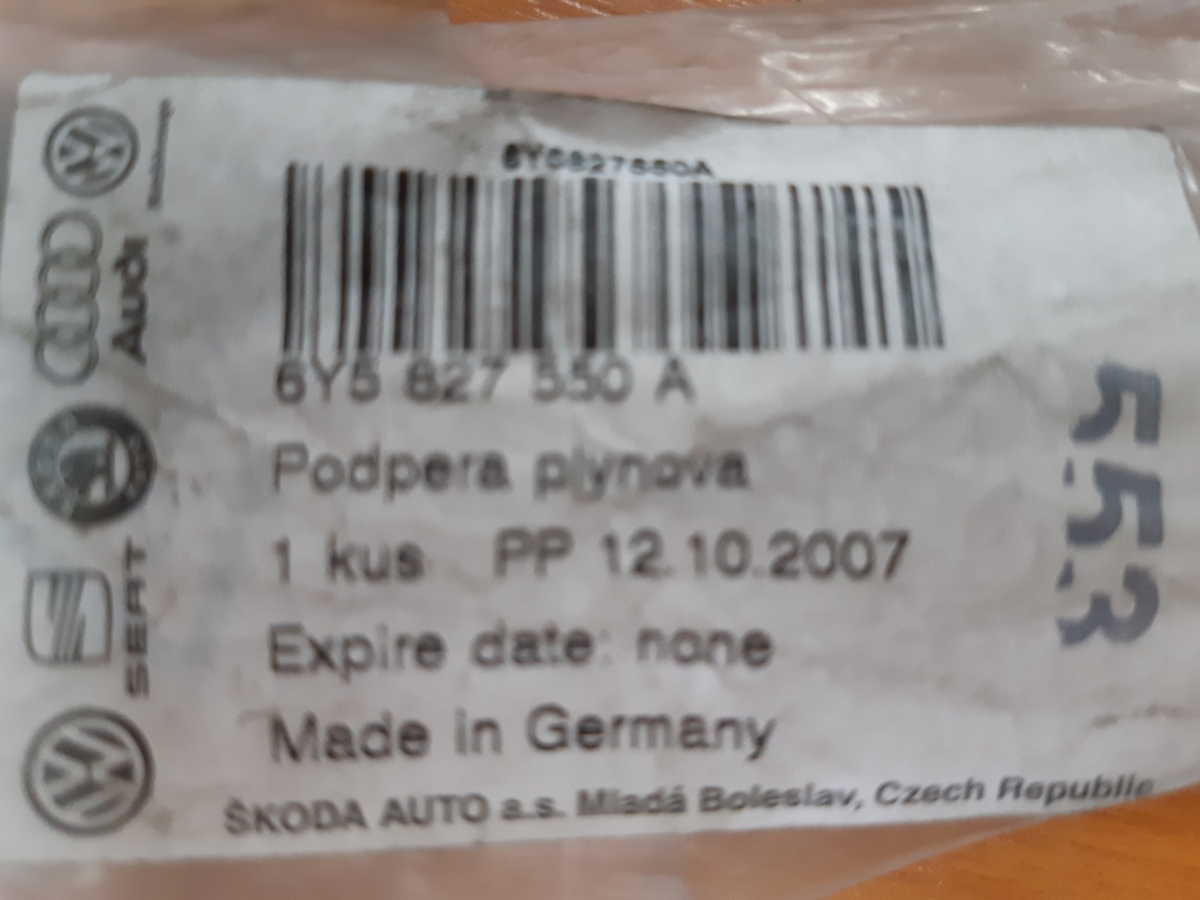 6Y5827550A
6Y5 827 550 A
Podpera plynova
1 kus PP 12.10.2007
Expire date: none
Made in Germany
ŠKODA AUTO a.s. Mladá Boleslav, Czech Republic
Audi
SEAT
553